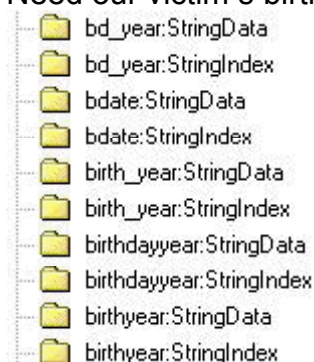 Need our victim's birt
bd_year:StringData
bd_year:StringIndex
bdate:StringData
bdate:StringIndex
birth_year:StringData
birth_year:StringIndex
birthdayyear:StringData
birthdayyear:StringIndex
birthyear:StringData
birthyear:StringIndex